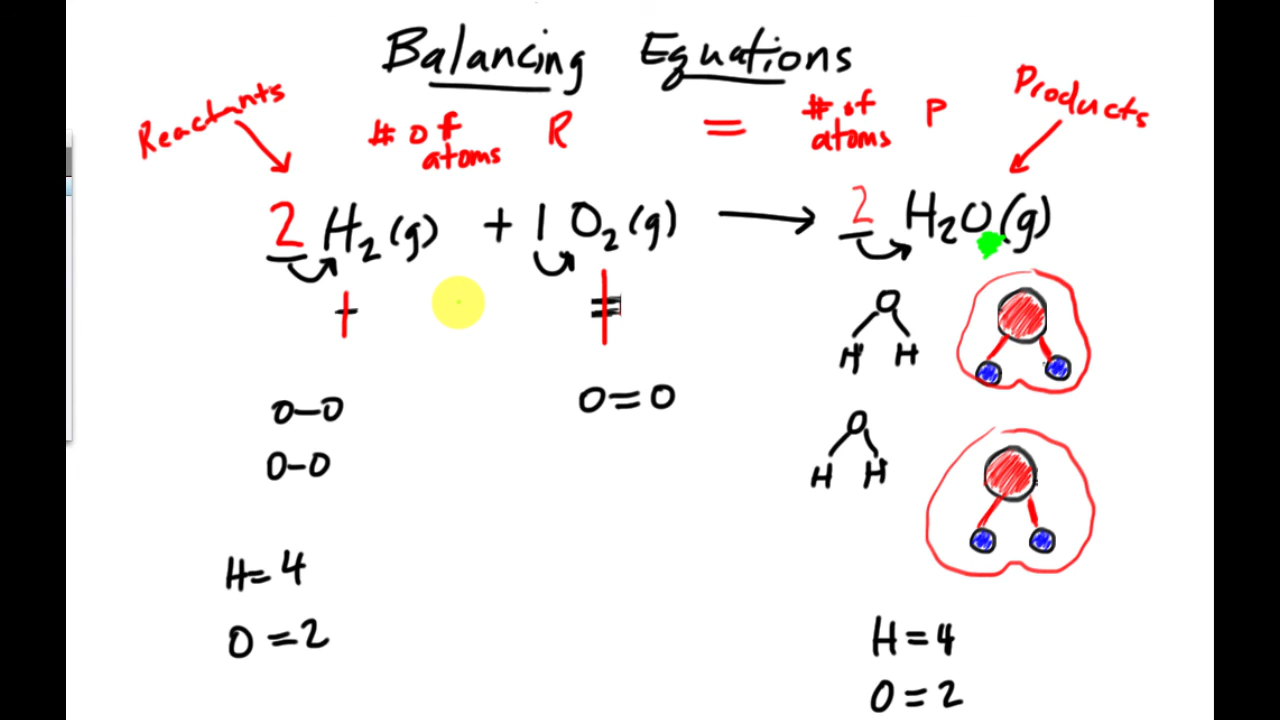 Balancing Equations
Reactants
# of atoms R = # of atoms P
Products
2 H₂(g) + 1 O₂(g) → 2 H₂O(g)
+ =
O
H H
O–O
O=O
O–O
O
H H
H=4
O=2
H=4
O=2